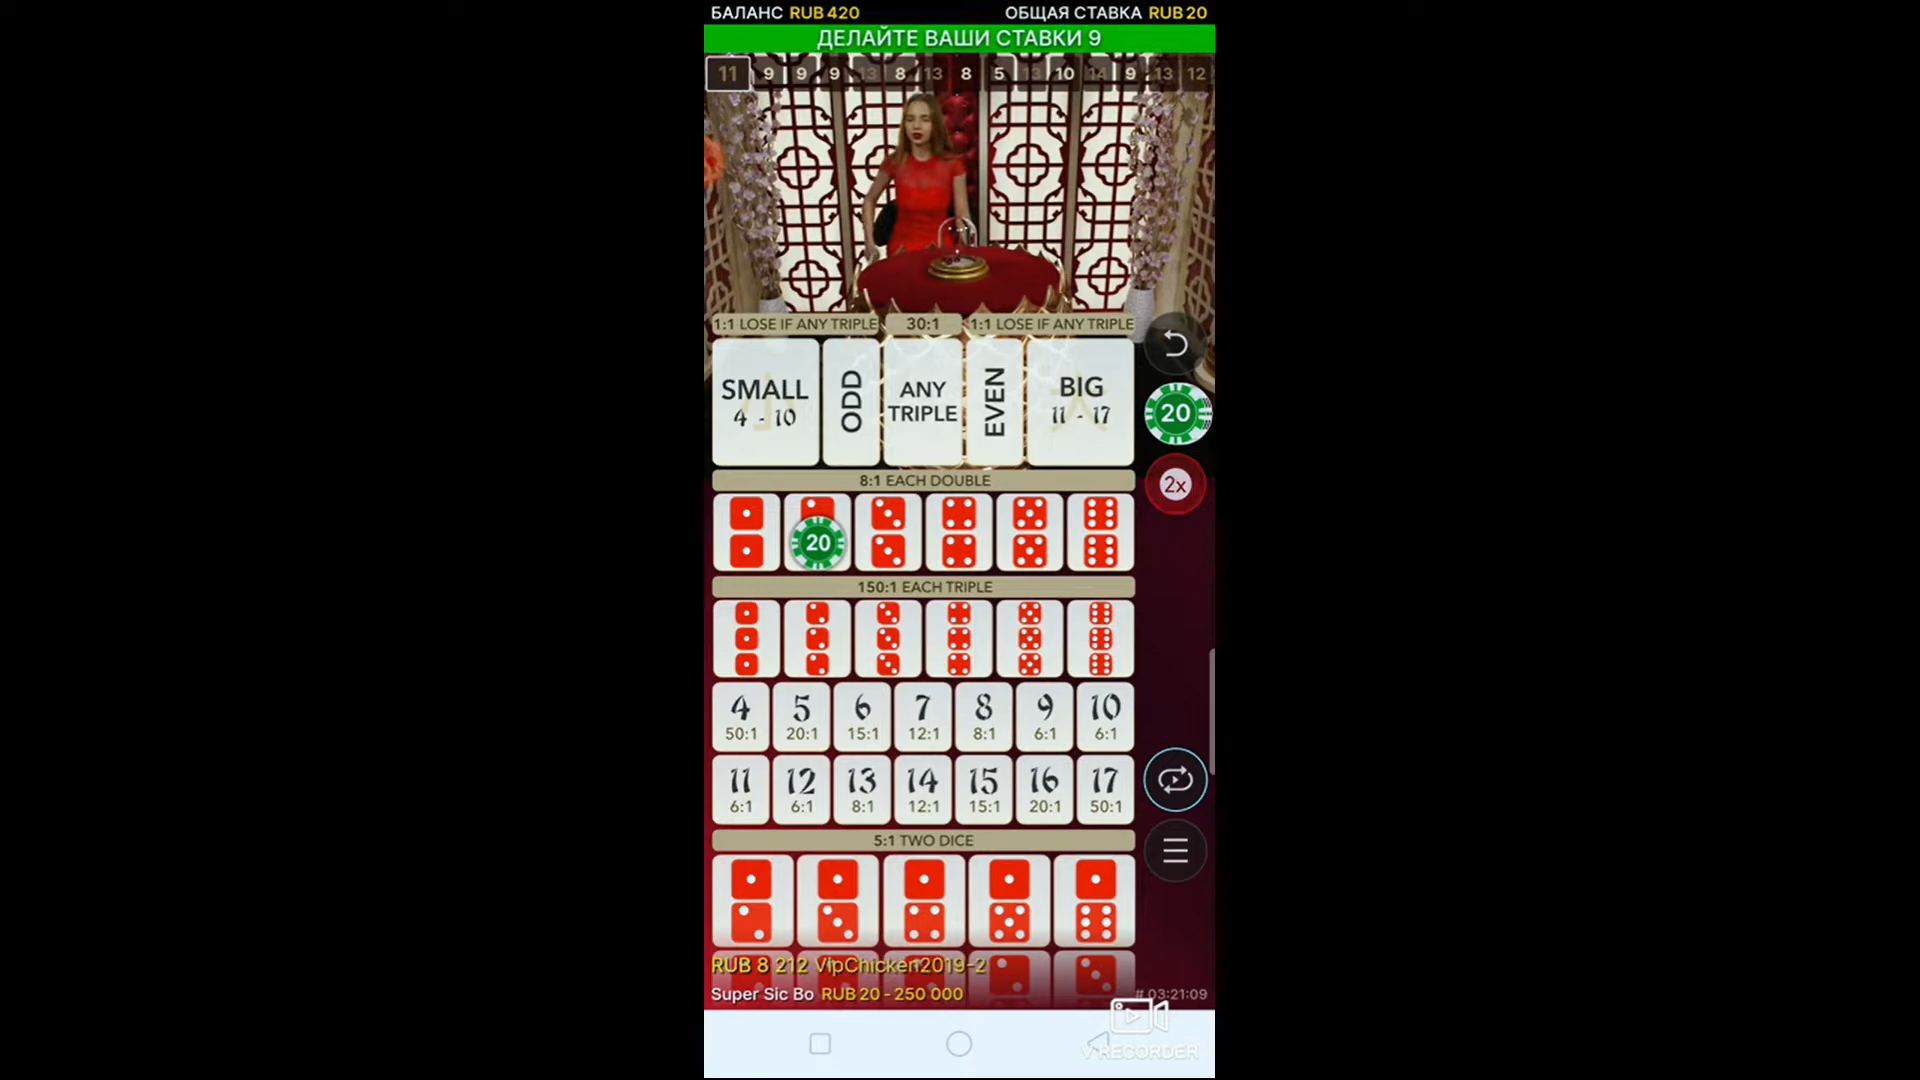 БАЛАНС RUB 420 ОБЩАЯ СТАВКА RUB 20
ДЕЛАЙТЕ ВАШИ СТАВКИ 9
11 9 9 9 13 8 13 8 5 13 10 14 9 13 12
1:1 LOSE IF ANY TRIPLE 30:1 1:1 LOSE IF ANY TRIPLE
SMALL 4 - 10
ODD
ANY TRIPLE
EVEN
BIG 11 - 17
20
2x
8:1 EACH DOUBLE
20
150:1 EACH TRIPLE
4 5 6 7 8 9 10
50:1 20:1 15:1 12:1 8:1 6:1 6:1
11 12 13 14 15 16 17
6:1 6:1 8:1 12:1 15:1 20:1 50:1
5:1 TWO DICE
RUB 8 212 VipChicken2019-2
Super Sic Bo RUB 20 - 250 000 # 03:21:09
V RECORDER